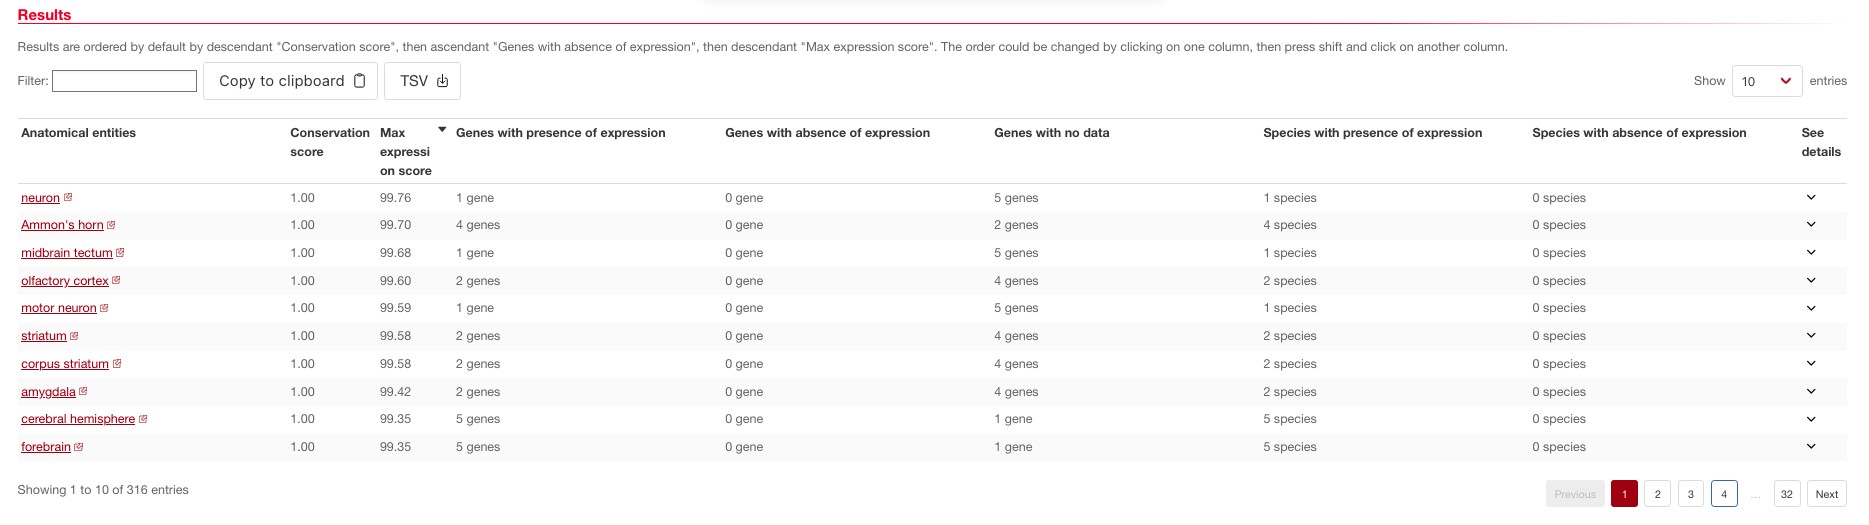 Results
Results are ordered by default by descendant "Conservation score", then ascendant "Genes with absence of expression", then descendant "Max expression score". The order could be changed by clicking on one column, then press shift and click on another column.
Filter: Copy to clipboard TSV Show 10 entries
Anatomical entities Conservation score Max expressi on score Genes with presence of expression Genes with absence of expression Genes with no data Species with presence of expression Species with absence of expression See details
neuron 1.00 99.76 1 gene 0 gene 5 genes 1 species 0 species
Ammon's horn 1.00 99.70 4 genes 0 gene 2 genes 4 species 0 species
midbrain tectum 1.00 99.68 1 gene 0 gene 5 genes 1 species 0 species
olfactory cortex 1.00 99.60 2 genes 0 gene 4 genes 2 species 0 species
motor neuron 1.00 99.59 1 gene 0 gene 5 genes 1 species 0 species
striatum 1.00 99.58 2 genes 0 gene 4 genes 2 species 0 species
corpus striatum 1.00 99.58 2 genes 0 gene 4 genes 2 species 0 species
amygdala 1.00 99.42 2 genes 0 gene 4 genes 2 species 0 species
cerebral hemisphere 1.00 99.35 5 genes 0 gene 1 gene 5 species 0 species
forebrain 1.00 99.35 5 genes 0 gene 1 gene 5 species 0 species
Showing 1 to 10 of 316 entries Previous 1 2 3 4 ... 32 Next